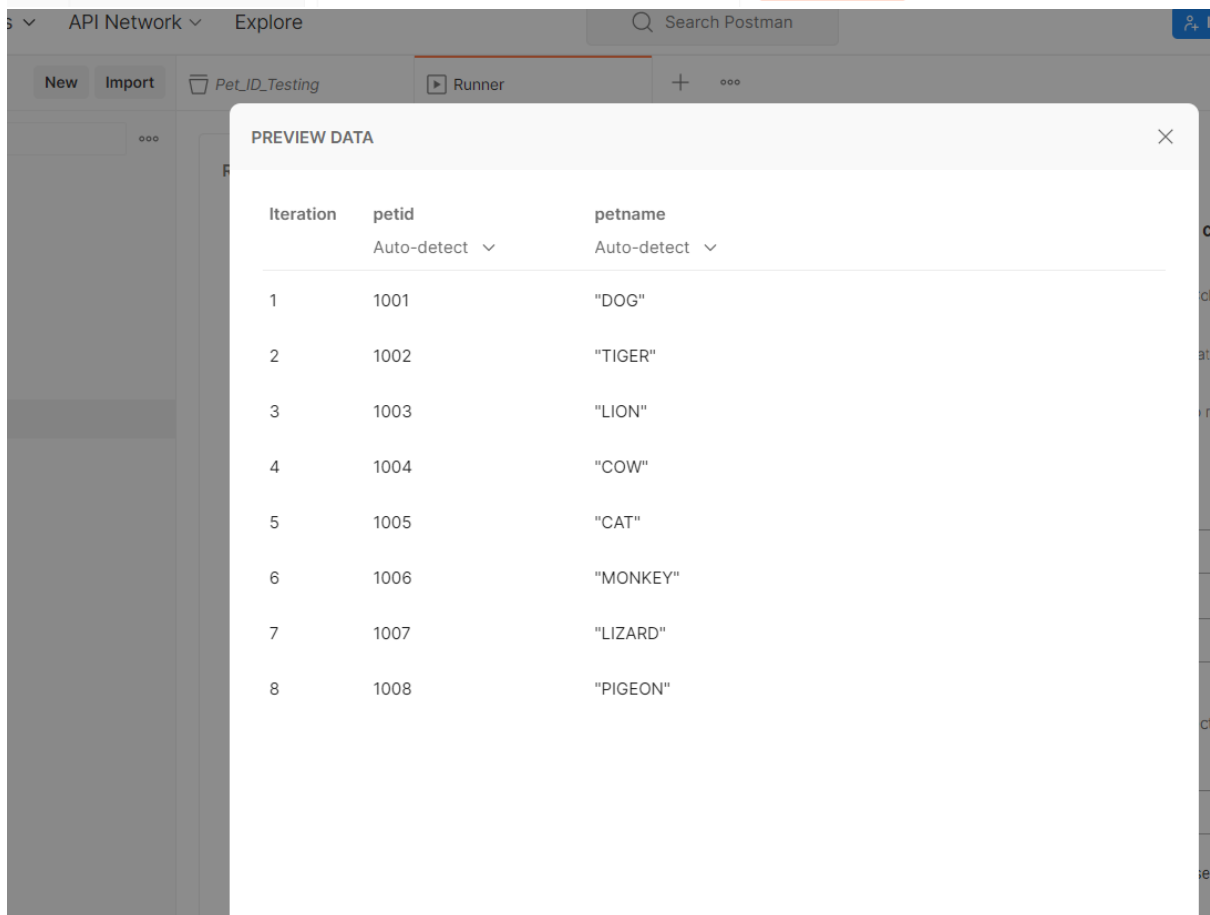 API Network Explore Search Postman
New Import Pet_ID_Testing Runner
PREVIEW DATA
Iteration petid petname
Auto-detect Auto-detect
1 1001 "DOG"
2 1002 "TIGER"
3 1003 "LION"
4 1004 "COW"
5 1005 "CAT"
6 1006 "MONKEY"
7 1007 "LIZARD"
8 1008 "PIGEON"